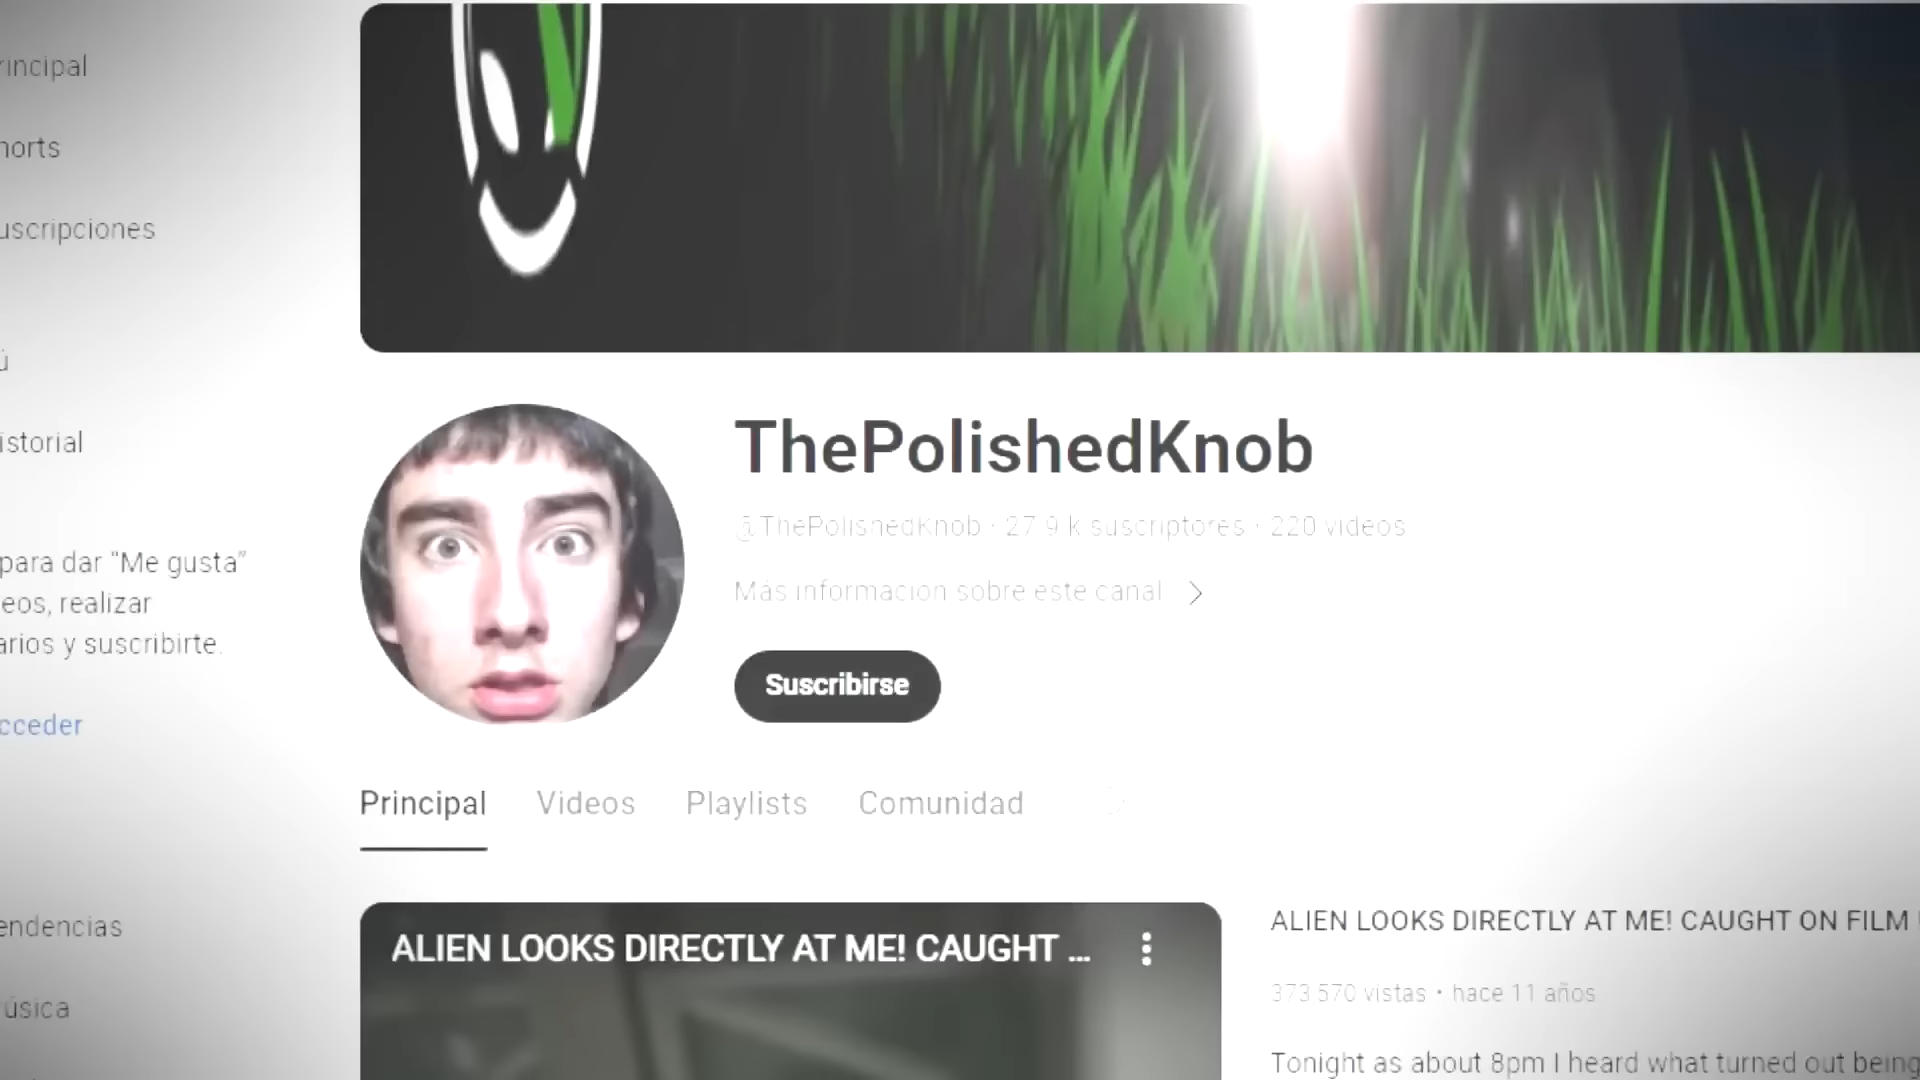 rincipal
horts
uscripciones
ú
istorial
para dar “Me gusta”
eos, realizar
arios y suscribirte.
cceder
endencias
úsica
ThePolishedKnob
@ThePolishedKnob · 27 9 k suscriptores · 220 videos
Más información sobre este canal
Suscribirse
Principal Videos Playlists Comunidad
ALIEN LOOKS DIRECTLY AT ME! CAUGHT ...
ALIEN LOOKS DIRECTLY AT ME! CAUGHT ON FILM
373 570 vistas • hace 11 años
Tonight as about 8pm I heard what turned out being